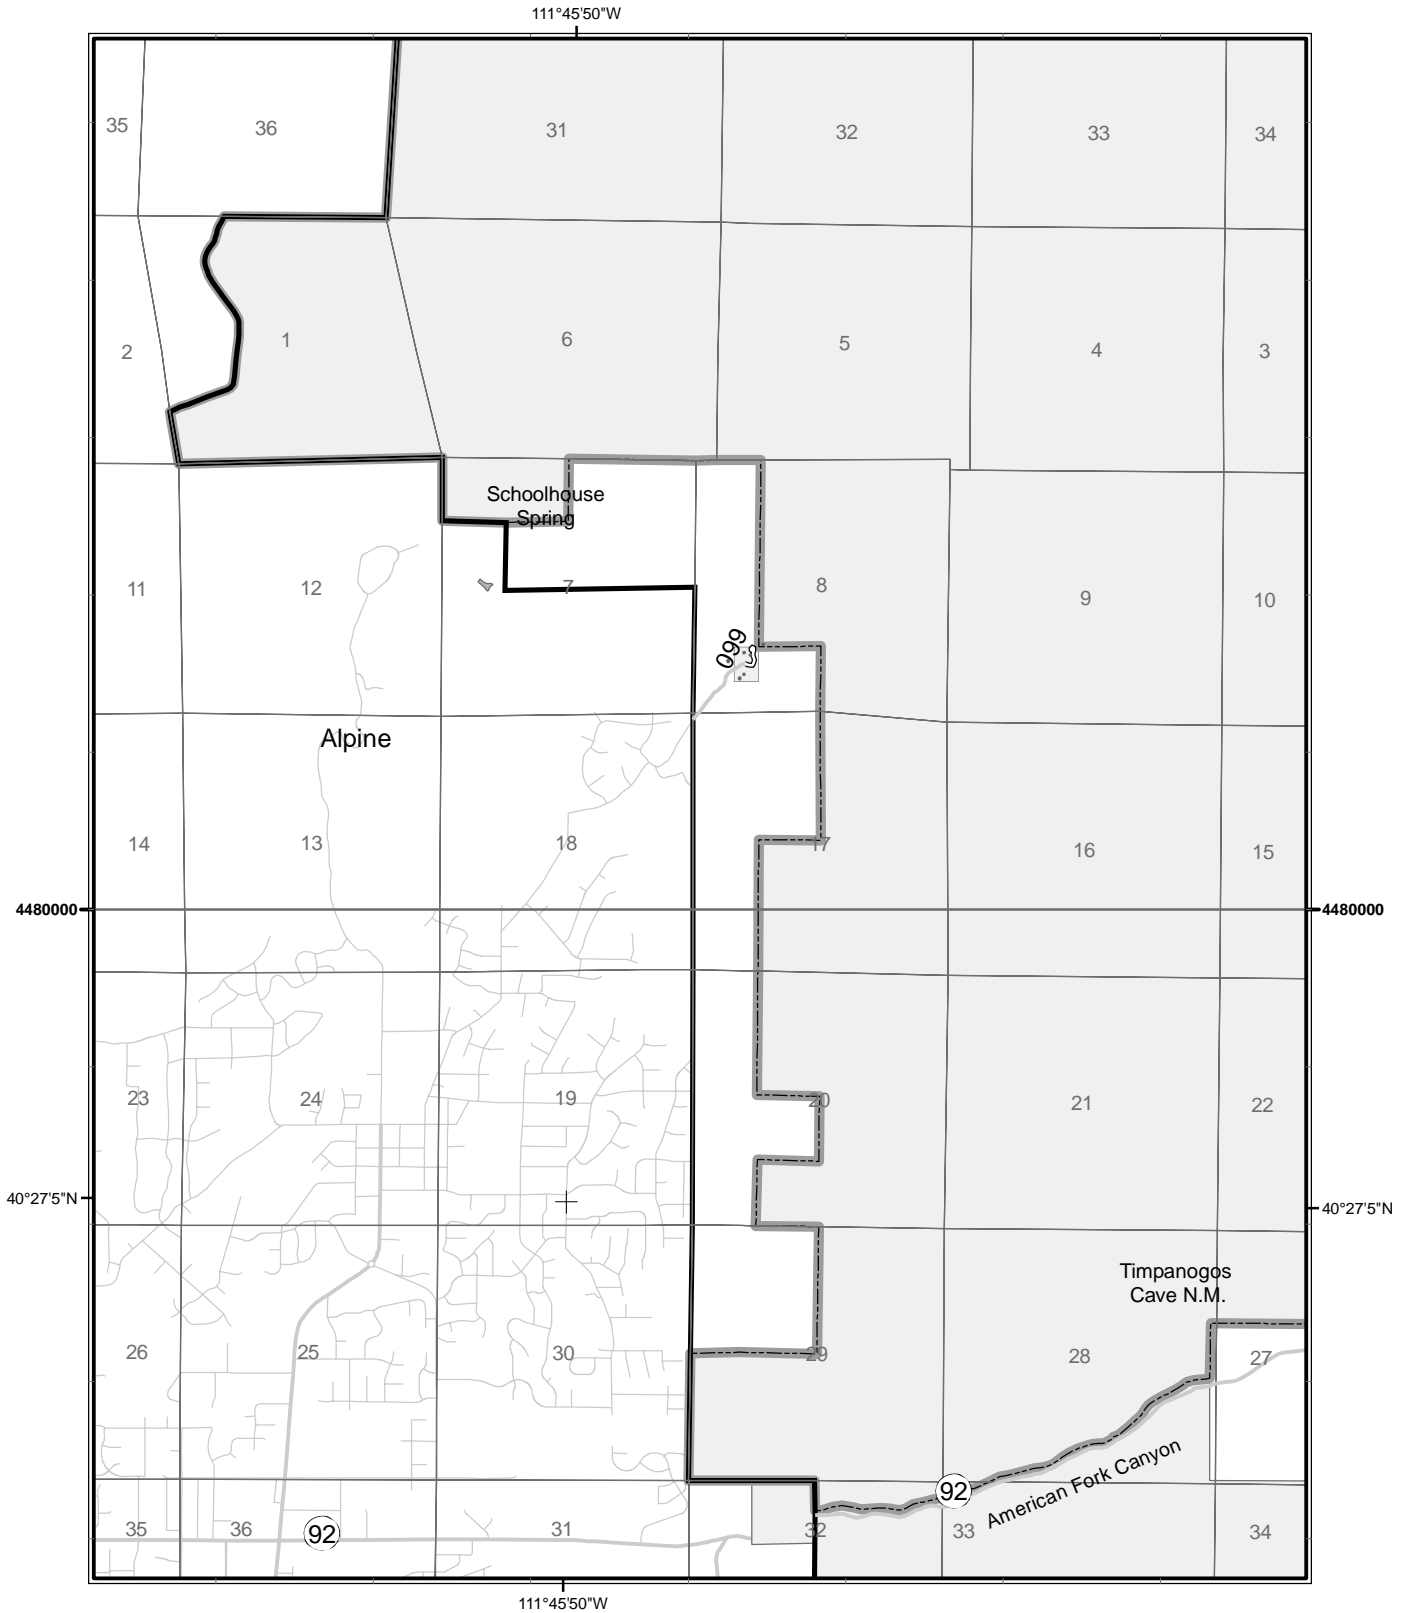 111°45'50"W
35 36 31 32 33 34
2 1 6 5 4 3
Schoolhouse
Spring
11 12 7 8 9 10
099
Alpine
14 13 18 17 16 15
4480000 4480000
23 24 19 20 21 22
40°27'5"N 40°27'5"N
Timpanogos
Cave N.M.
26 25 30 29 28 27
American Fork Canyon
92
35 36 92 31 32 33 34
111°45'50"W